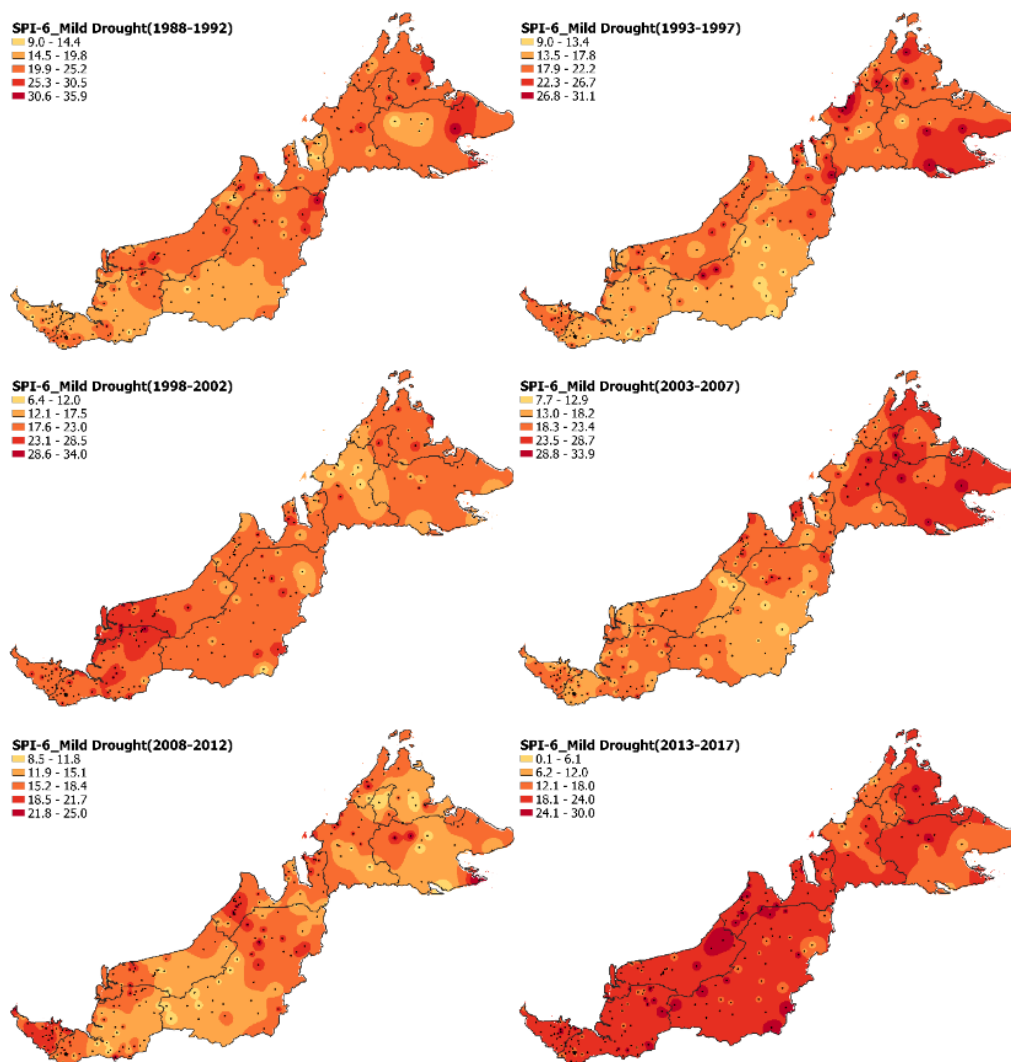 SPI-6_Mild Drought(1988-1992)
9.0 - 14.4
14.5 - 19.8
19.9 - 25.2
25.3 - 30.5
30.6 - 35.9
SPI-6_Mild Drought(1993-1997)
9.0 - 13.4
13.5 - 17.8
17.9 - 22.2
22.3 - 26.7
26.8 - 31.1
SPI-6_Mild Drought(1998-2002)
6.4 - 12.0
12.1 - 17.5
17.6 - 23.0
23.1 - 28.5
28.6 - 34.0
SPI-6_Mild Drought(2003-2007)
7.7 - 12.9
13.0 - 18.2
18.3 - 23.4
23.5 - 28.7
28.8 - 33.9
SPI-6_Mild Drought(2008-2012)
8.5 - 11.8
11.9 - 15.1
15.2 - 18.4
18.5 - 21.7
21.8 - 25.0
SPI-6_Mild Drought(2013-2017)
0.1 - 6.1
6.2 - 12.0
12.1 - 18.0
18.1 - 24.0
24.1 - 30.0